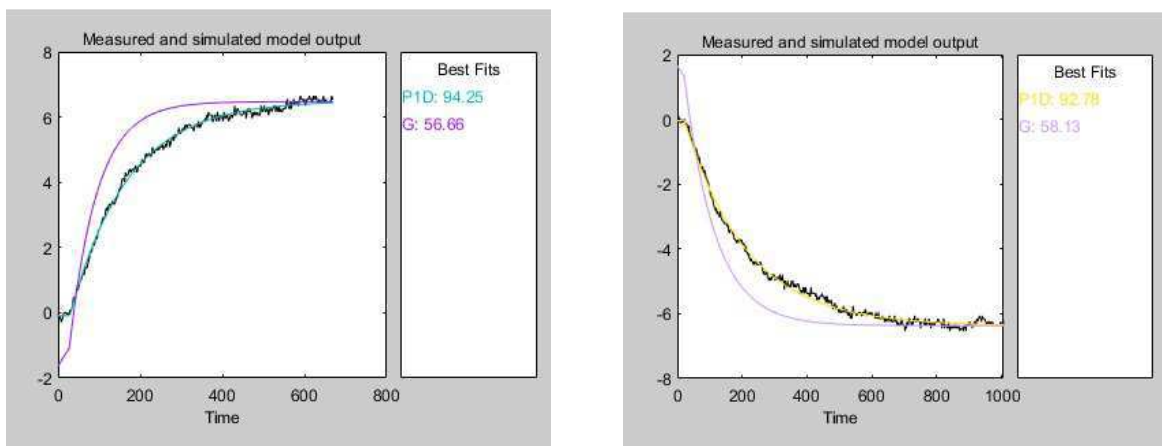 Measured and simulated model output
8
6
4
2
0
-2
0
200
400
600
800
Time
Best Fits
P1D: 94.25
G: 56.66
Measured and simulated model output
2
0
-2
-4
-6
-8
0
200
400
600
800
1000
Time
Best Fits
P1D: 92.78
G: 58.13